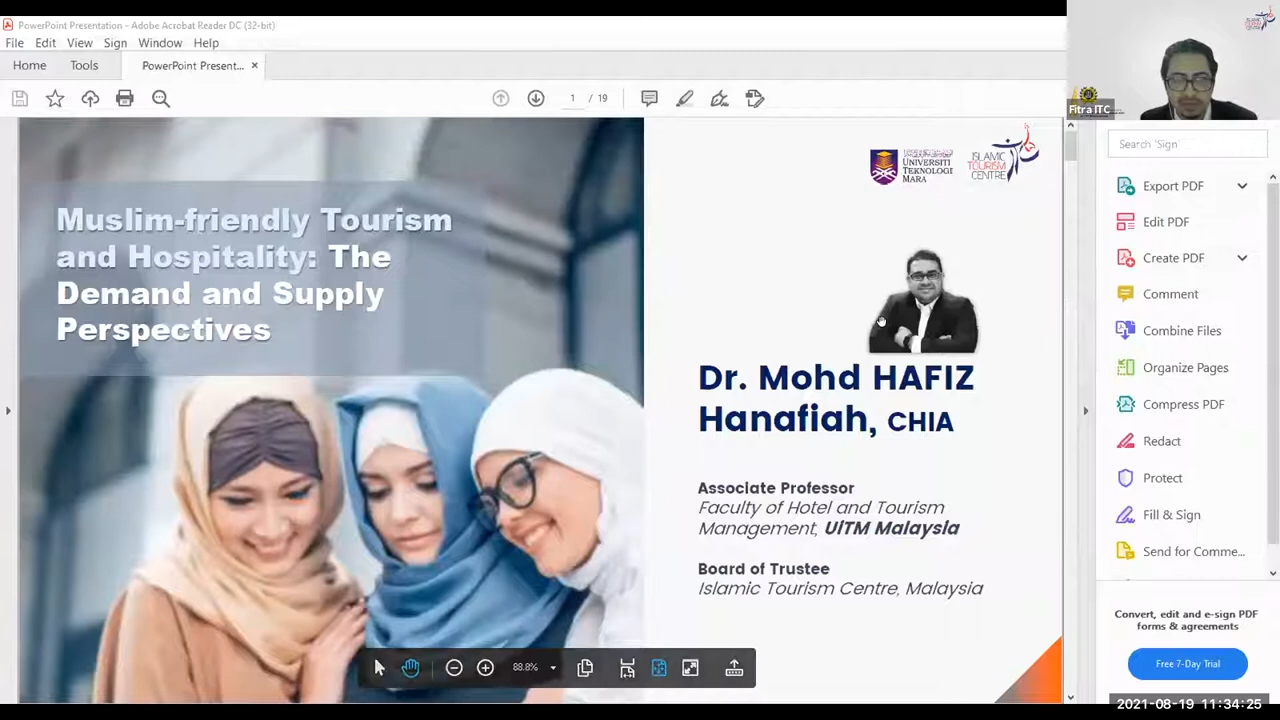 PowerPoint Presentation - Adobe Acrobat Reader DC (32-bit)
File Edit View Sign Window Help
Home Tools PowerPoint Present... ×
1 / 19
Fitra ITC
Search 'Sign'
Muslim-friendly Tourism
and Hospitality: The
Demand and Supply
Perspectives
UNIVERSITI
TEKNOLOGI
MARA
ISLAMIC
TOURISM
CENTRE
Dr. Mohd HAFIZ
Hanafiah, CHIA
Associate Professor
Faculty of Hotel and Tourism
Management, UiTM Malaysia
Board of Trustee
Islamic Tourism Centre, Malaysia
88.8%
Export PDF
Edit PDF
Create PDF
Comment
Combine Files
Organize Pages
Compress PDF
Redact
Protect
Fill & Sign
Send for Comme...
Convert, edit and e-sign PDF
forms & agreements
Free 7-Day Trial
2021-08-19 11:34:25